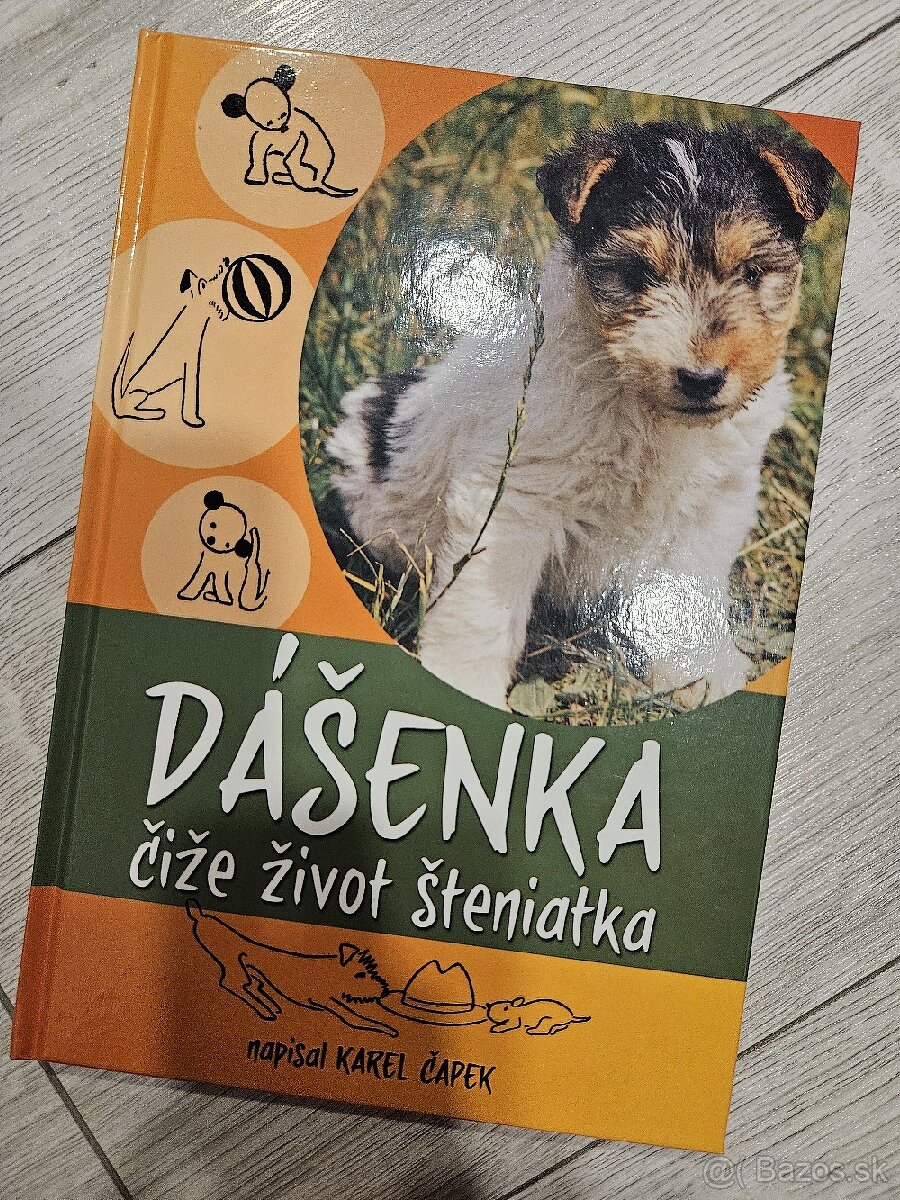 DÁŠENKA
čiže život šteniatka
napísal KAREL ČAPEK
@ Bazos.sk